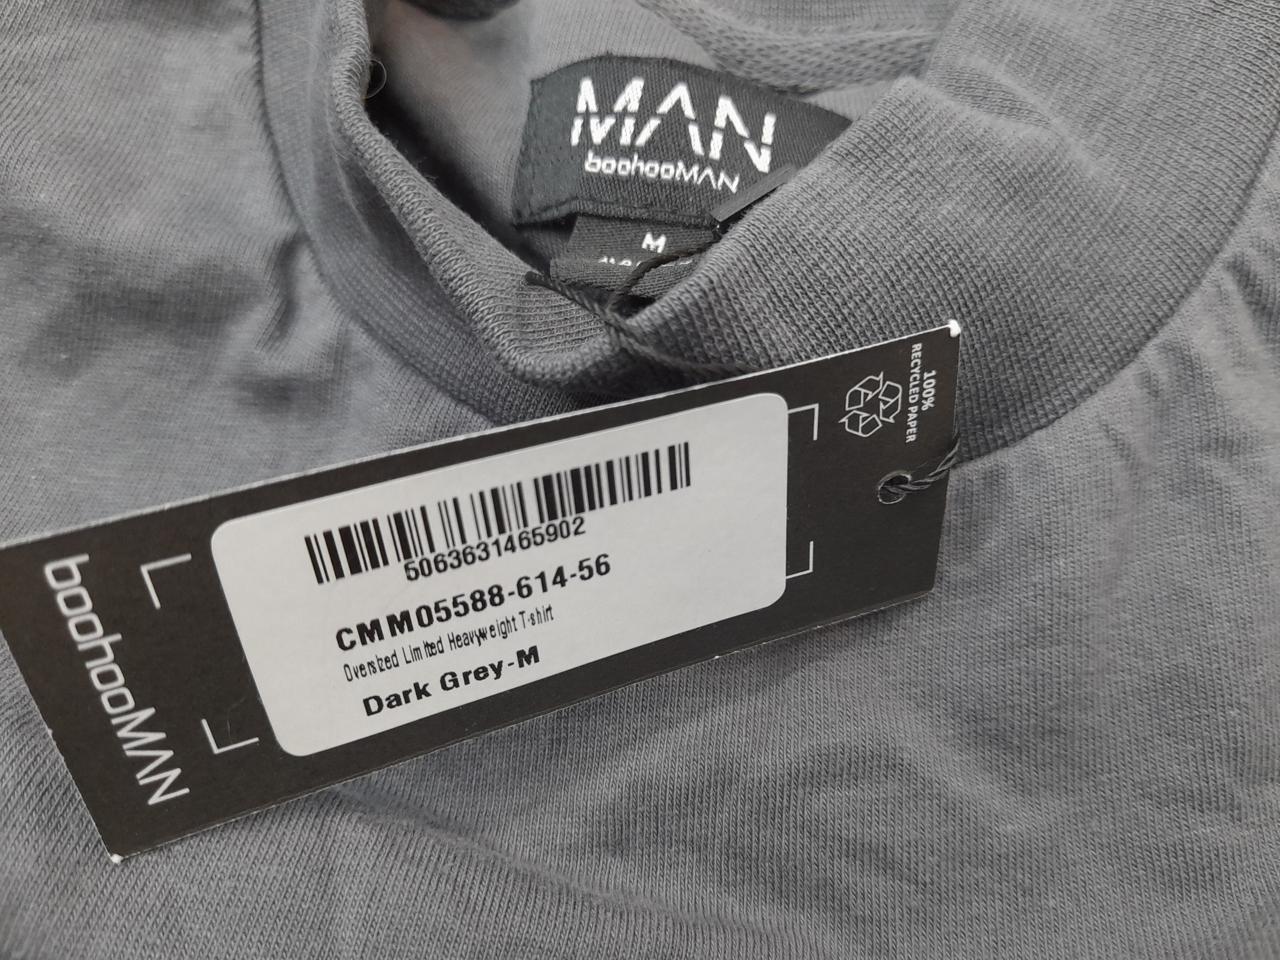 MAN
boohooMAN
M
100%
RECYCLED PAPER
5063631465902
CMM05588-614-56
Oversized Limited Heavyweight T-shirt
Dark Grey-M
boohooMAN